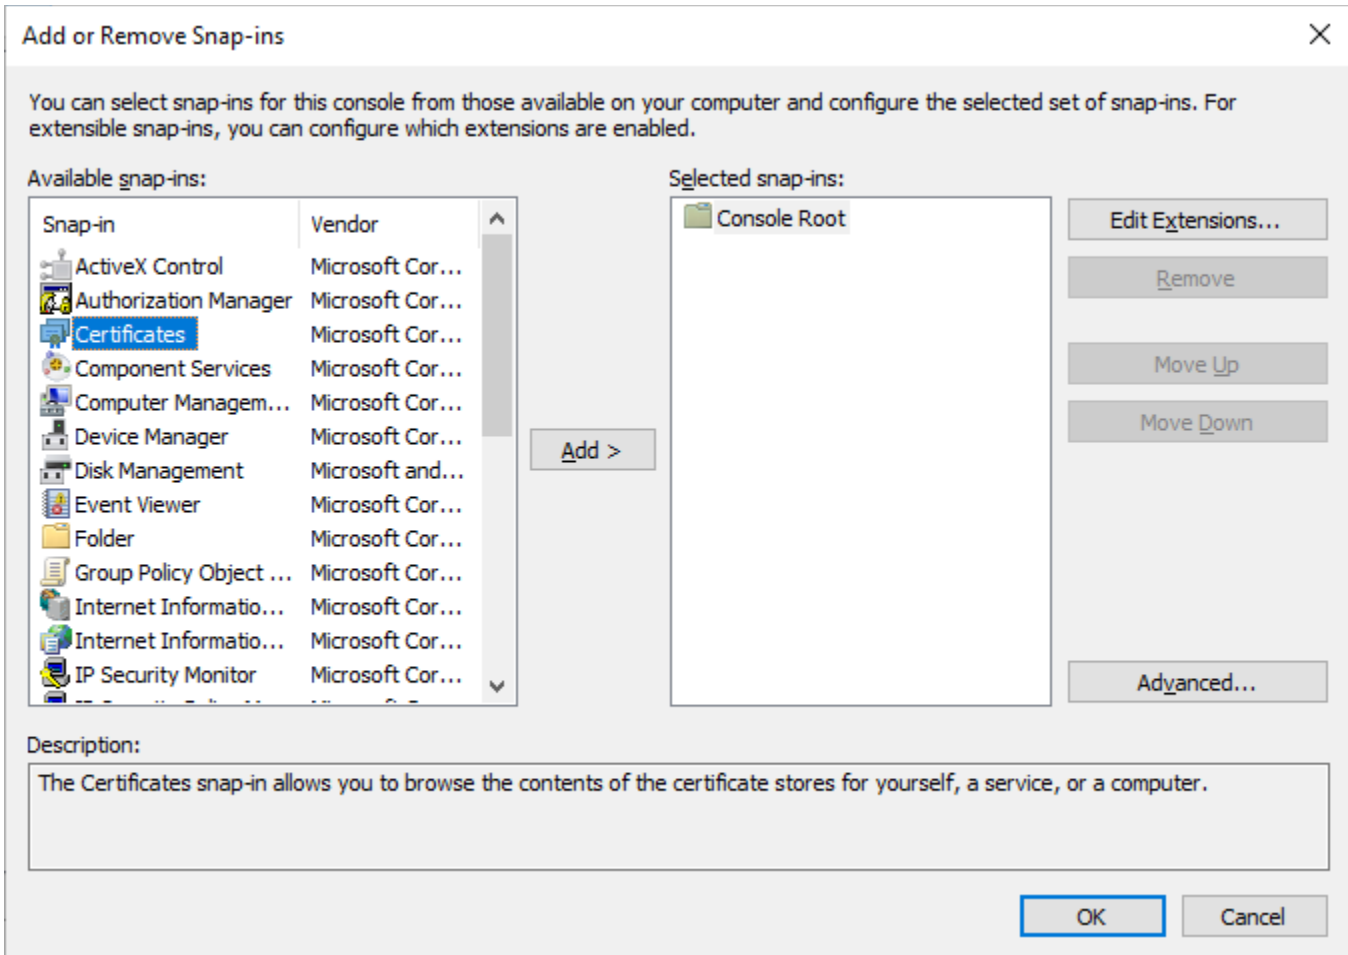 Add or Remove Snap-ins
You can select snap-ins for this console from those available on your computer and configure the selected set of snap-ins. For
extensible snap-ins, you can configure which extensions are enabled.
Available snap-ins:
Snap-in Vendor
ActiveX Control Microsoft Cor...
Authorization Manager Microsoft Cor...
Certificates Microsoft Cor...
Component Services Microsoft Cor...
Computer Managem... Microsoft Cor...
Device Manager Microsoft Cor...
Disk Management Microsoft and...
Event Viewer Microsoft Cor...
Folder Microsoft Cor...
Group Policy Object ... Microsoft Cor...
Internet Informatio... Microsoft Cor...
Internet Informatio... Microsoft Cor...
IP Security Monitor Microsoft Cor...
Add >
Selected snap-ins:
Console Root
Edit Extensions...
Remove
Move Up
Move Down
Advanced...
Description:
The Certificates snap-in allows you to browse the contents of the certificate stores for yourself, a service, or a computer.
OK
Cancel